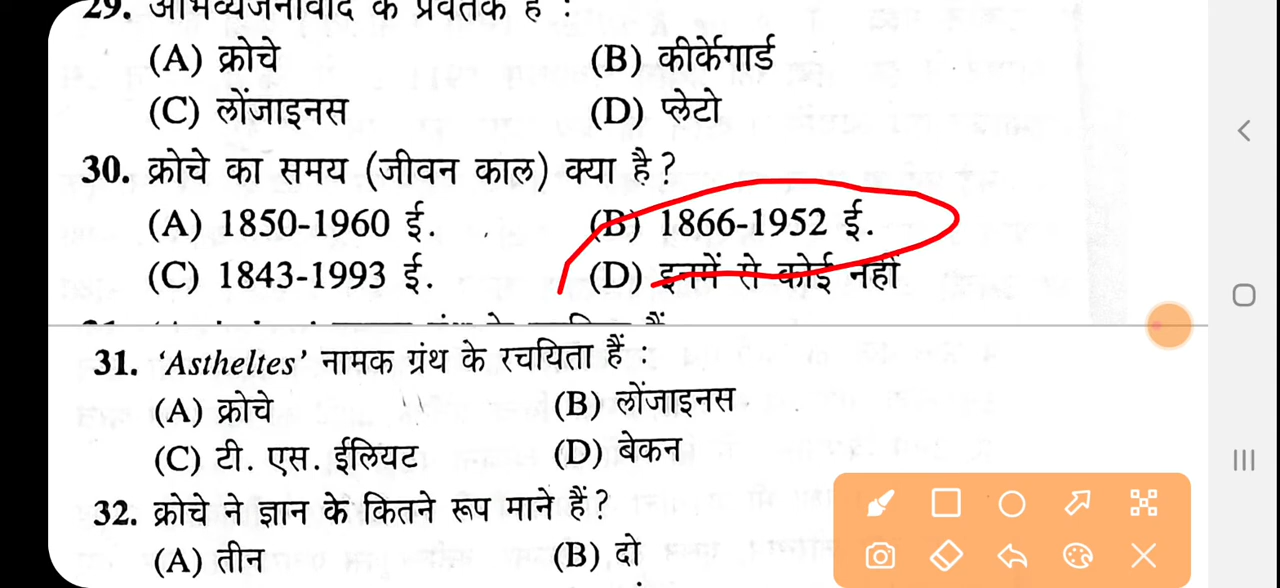 29. अभिव्यंजनावाद के प्रवर्तक हैं :
(A) क्रोचे (B) कीर्केगार्ड
(C) लोंजाइनस (D) प्लेटो
30. क्रोचे का समय (जीवन काल) क्या है?
(A) 1850-1960 ई. (B) 1866-1952 ई.
(C) 1843-1993 ई. (D) इनमें से कोई नहीं
31. 'Astheltes' नामक ग्रंथ के रचयिता हैं :
(A) क्रोचे (B) लोंजाइनस
(C) टी. एस. ईलियट (D) बेकन
32. क्रोचे ने ज्ञान के कितने रूप माने हैं?
(A) तीन (B) दो